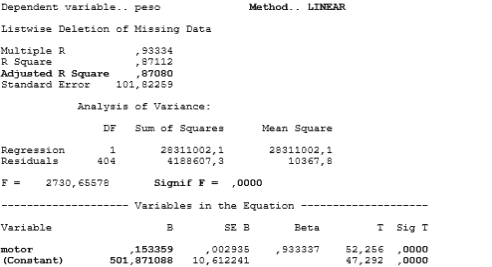 Dependent variable.. peso Method.. LINEAR
Listwise Deletion of Missing Data
Multiple R ,93334
R Square ,87112
Adjusted R Square ,87080
Standard Error 101,82259
Analysis of Variance:
DF Sum of Squares Mean Square
Regression 1 28311002,1 28311002,1
Residuals 404 4188607,3 10367,8
F = 2730,65578 Signif F = ,0000
-------------------- Variables in the Equation --------------------
Variable B SE B Beta T Sig T
motor ,153359 ,002935 ,933337 52,256 ,0000
(Constant) 501,871088 10,612241 47,292 ,0000